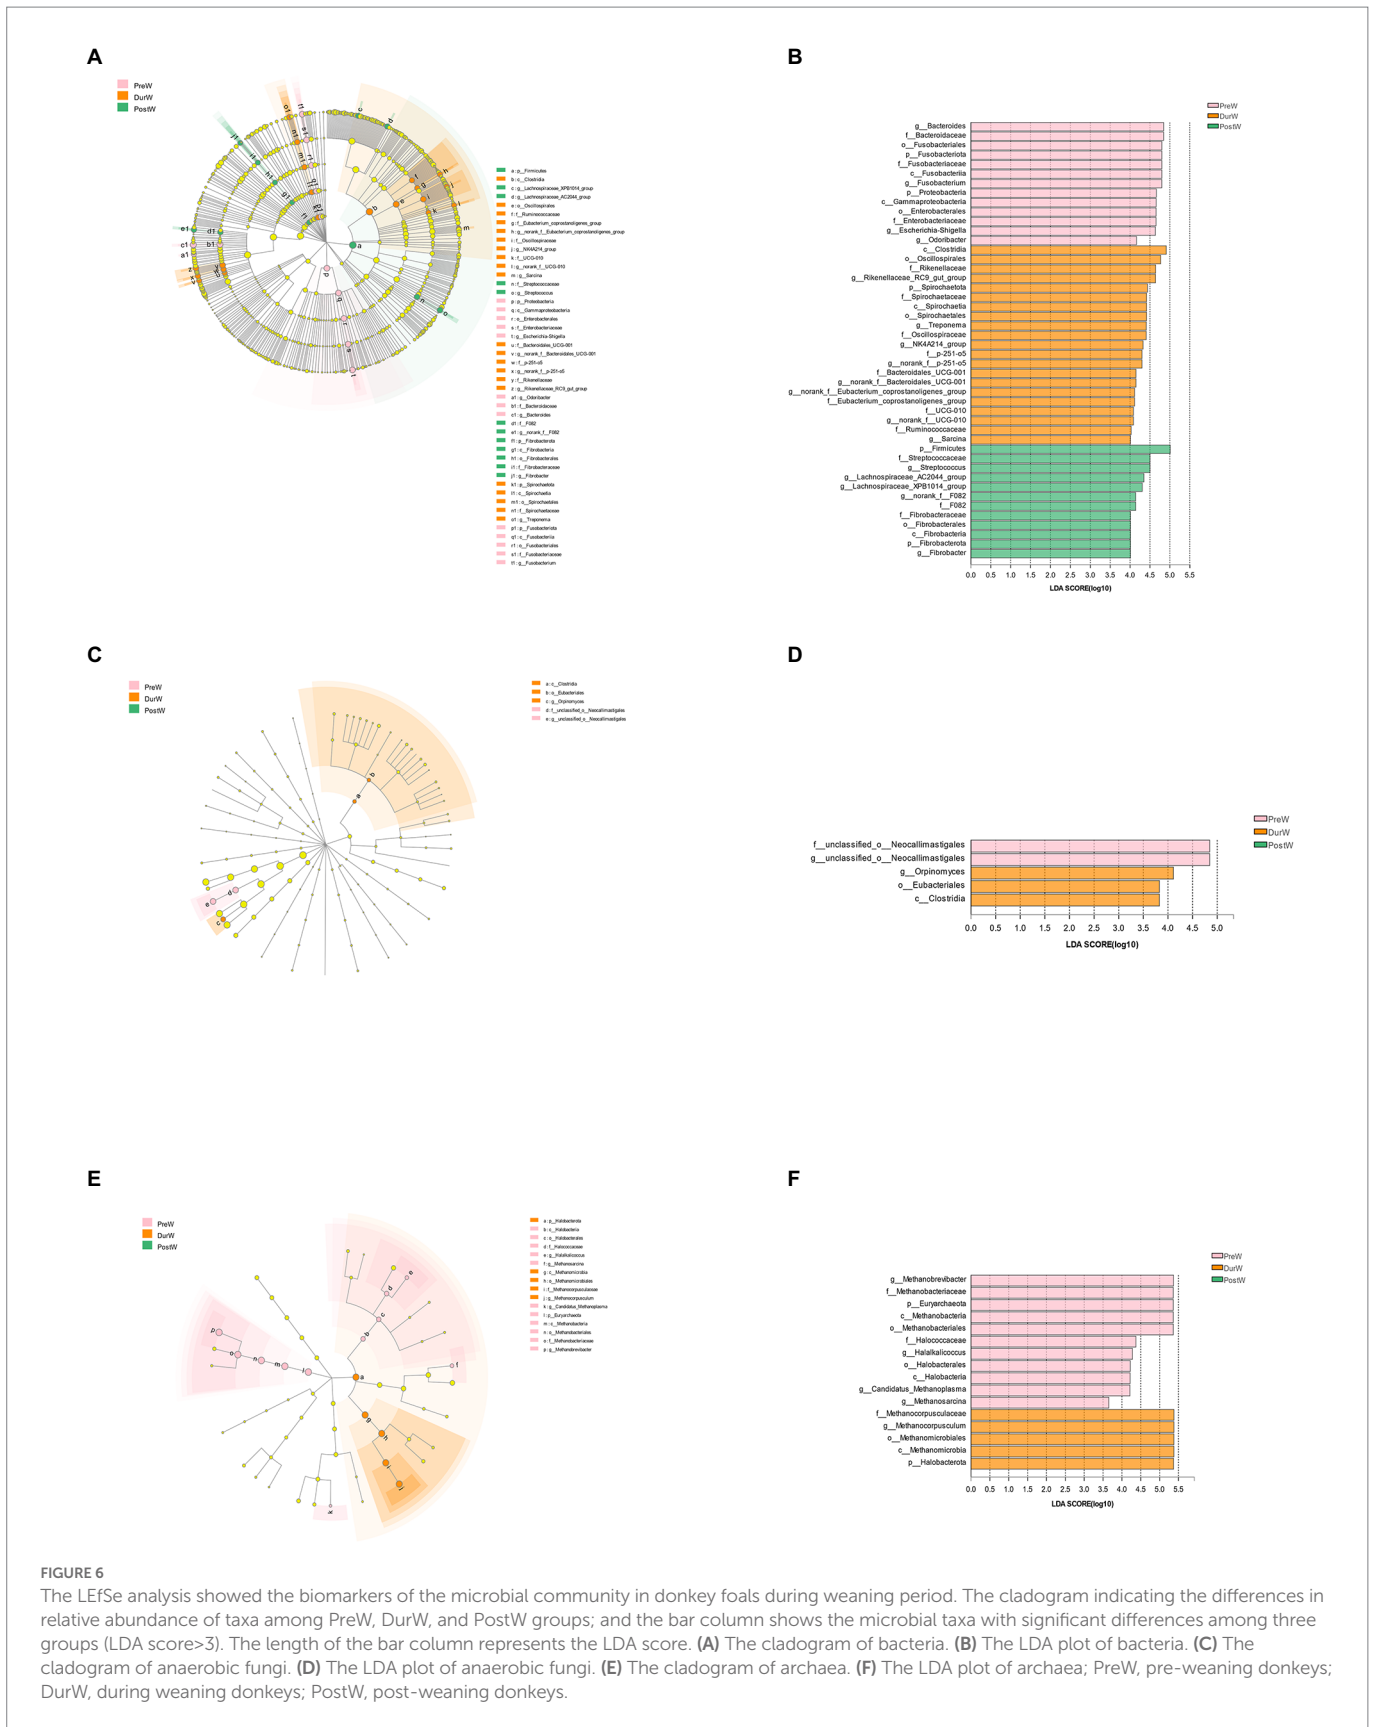 A
PreW
DurW
PostW
a : p__Firmicutes
b : c__Clostridia
c : g__Lachnospiraceae_XPB1014_group
d : g__Lachnospiraceae_AC2044_group
e : o__Oscillospirales
f : f__Ruminococcaceae
g : f__Eubacterium_coprostanoligenes_group
h : g__norank_f__Eubacterium_coprostanoligenes_group
i : f__Oscillospiraceae
j : g__NK4A214_group
k : f__UCG-010
l : g__norank_f__UCG-010
m : g__Sarcina
n : f__Streptococcaceae
o : g__Streptococcus
p : p__Proteobacteria
q : c__Gammaproteobacteria
r : o__Enterobacterales
s : f__Enterobacteriaceae
t : g__Escherichia-Shigella
u : f__Bacteroidales_UCG-001
v : g__norank_f__Bacteroidales_UCG-001
w : f__p-251-o5
x : g__norank_f__p-251-o5
y : f__Rikenellaceae
z : g__Rikenellaceae_RC9_gut_group
a1 : g__Odoribacter
b1 : f__Bacteroidaceae
c1 : g__Bacteroides
d1 : f__F082
e1 : g__norank_f__F082
f1 : p__Fibrobacterota
g1 : c__Fibrobacteria
h1 : o__Fibrobacterales
i1 : f__Fibrobacteraceae
j1 : g__Fibrobacter
k1 : p__Spirochaetota
l1 : c__Spirochaetia
m1 : o__Spirochaetales
n1 : f__Spirochaetaceae
o1 : g__Treponema
p1 : p__Fusobacteriota
q1 : c__Fusobacteriia
r1 : o__Fusobacteriales
s1 : f__Fusobacteriaceae
t1 : g__Fusobacterium
B
PreW
DurW
PostW
g__Bacteroides
f__Bacteroidaceae
o__Fusobacteriales
p__Fusobacteriota
f__Fusobacteriaceae
c__Fusobacteriia
g__Fusobacterium
p__Proteobacteria
c__Gammaproteobacteria
o__Enterobacterales
f__Enterobacteriaceae
g__Escherichia-Shigella
g__Odoribacter
c__Clostridia
o__Oscillospirales
f__Rikenellaceae
g__Rikenellaceae_RC9_gut_group
p__Spirochaetota
f__Spirochaetaceae
c__Spirochaetia
o__Spirochaetales
g__Treponema
f__Oscillospiraceae
g__NK4A214_group
f__p-251-o5
g__norank_f__p-251-o5
f__Bacteroidales_UCG-001
g__norank_f__Bacteroidales_UCG-001
g__norank_f__Eubacterium_coprostanoligenes_group
f__Eubacterium_coprostanoligenes_group
f__UCG-010
g__norank_f__UCG-010
f__Ruminococcaceae
g__Sarcina
p__Firmicutes
f__Streptococcaceae
g__Streptococcus
g__Lachnospiraceae_AC2044_group
g__Lachnospiraceae_XPB1014_group
g__norank_f__F082
f__F082
f__Fibrobacteraceae
o__Fibrobacterales
c__Fibrobacteria
p__Fibrobacterota
g__Fibrobacter
0.0 0.5 1.0 1.5 2.0 2.5 3.0 3.5 4.0 4.5 5.0 5.5
LDA SCORE(log10)
C
PreW
DurW
PostW
a : c__Clostridia
b : o__Eubacteriales
c : g__Orpinomyces
d : f__unclassified_o__Neocallimastigales
e : g__unclassified_o__Neocallimastigales
D
PreW
DurW
PostW
f__unclassified_o__Neocallimastigales
g__unclassified_o__Neocallimastigales
g__Orpinomyces
o__Eubacteriales
c__Clostridia
0.0 0.5 1.0 1.5 2.0 2.5 3.0 3.5 4.0 4.5 5.0
LDA SCORE(log10)
E
PreW
DurW
PostW
a : p__Halobacterota
b : c__Halobacteria
c : o__Halobacterales
d : f__Halococcaceae
e : g__Halalkalicoccus
f : g__Methanosarcina
g : c__Methanomicrobia
h : o__Methanomicrobiales
i : f__Methanocorpusculaceae
j : g__Methanocorpusculum
k : g__Candidatus_Methanoplasma
l : p__Euryarchaeota
m : c__Methanobacteria
n : o__Methanobacteriales
o : f__Methanobacteriaceae
p : g__Methanobrevibacter
F
PreW
DurW
PostW
g__Methanobrevibacter
f__Methanobacteriaceae
p__Euryarchaeota
c__Methanobacteria
o__Methanobacteriales
f__Halococcaceae
g__Halalkalicoccus
o__Halobacterales
c__Halobacteria
g__Candidatus_Methanoplasma
g__Methanosarcina
f__Methanocorpusculaceae
g__Methanocorpusculum
o__Methanomicrobiales
c__Methanomicrobia
p__Halobacterota
0.0 0.5 1.0 1.5 2.0 2.5 3.0 3.5 4.0 4.5 5.0 5.5
LDA SCORE(log10)
FIGURE 6
The LEfSe analysis showed the biomarkers of the microbial community in donkey foals during weaning period. The cladogram indicating the differences in
relative abundance of taxa among PreW, DurW, and PostW groups; and the bar column shows the microbial taxa with significant differences among three
groups (LDA score>3). The length of the bar column represents the LDA score. (A) The cladogram of bacteria. (B) The LDA plot of bacteria. (C) The
cladogram of anaerobic fungi. (D) The LDA plot of anaerobic fungi. (E) The cladogram of archaea. (F) The LDA plot of archaea; PreW, pre-weaning donkeys;
DurW, during weaning donkeys; PostW, post-weaning donkeys.